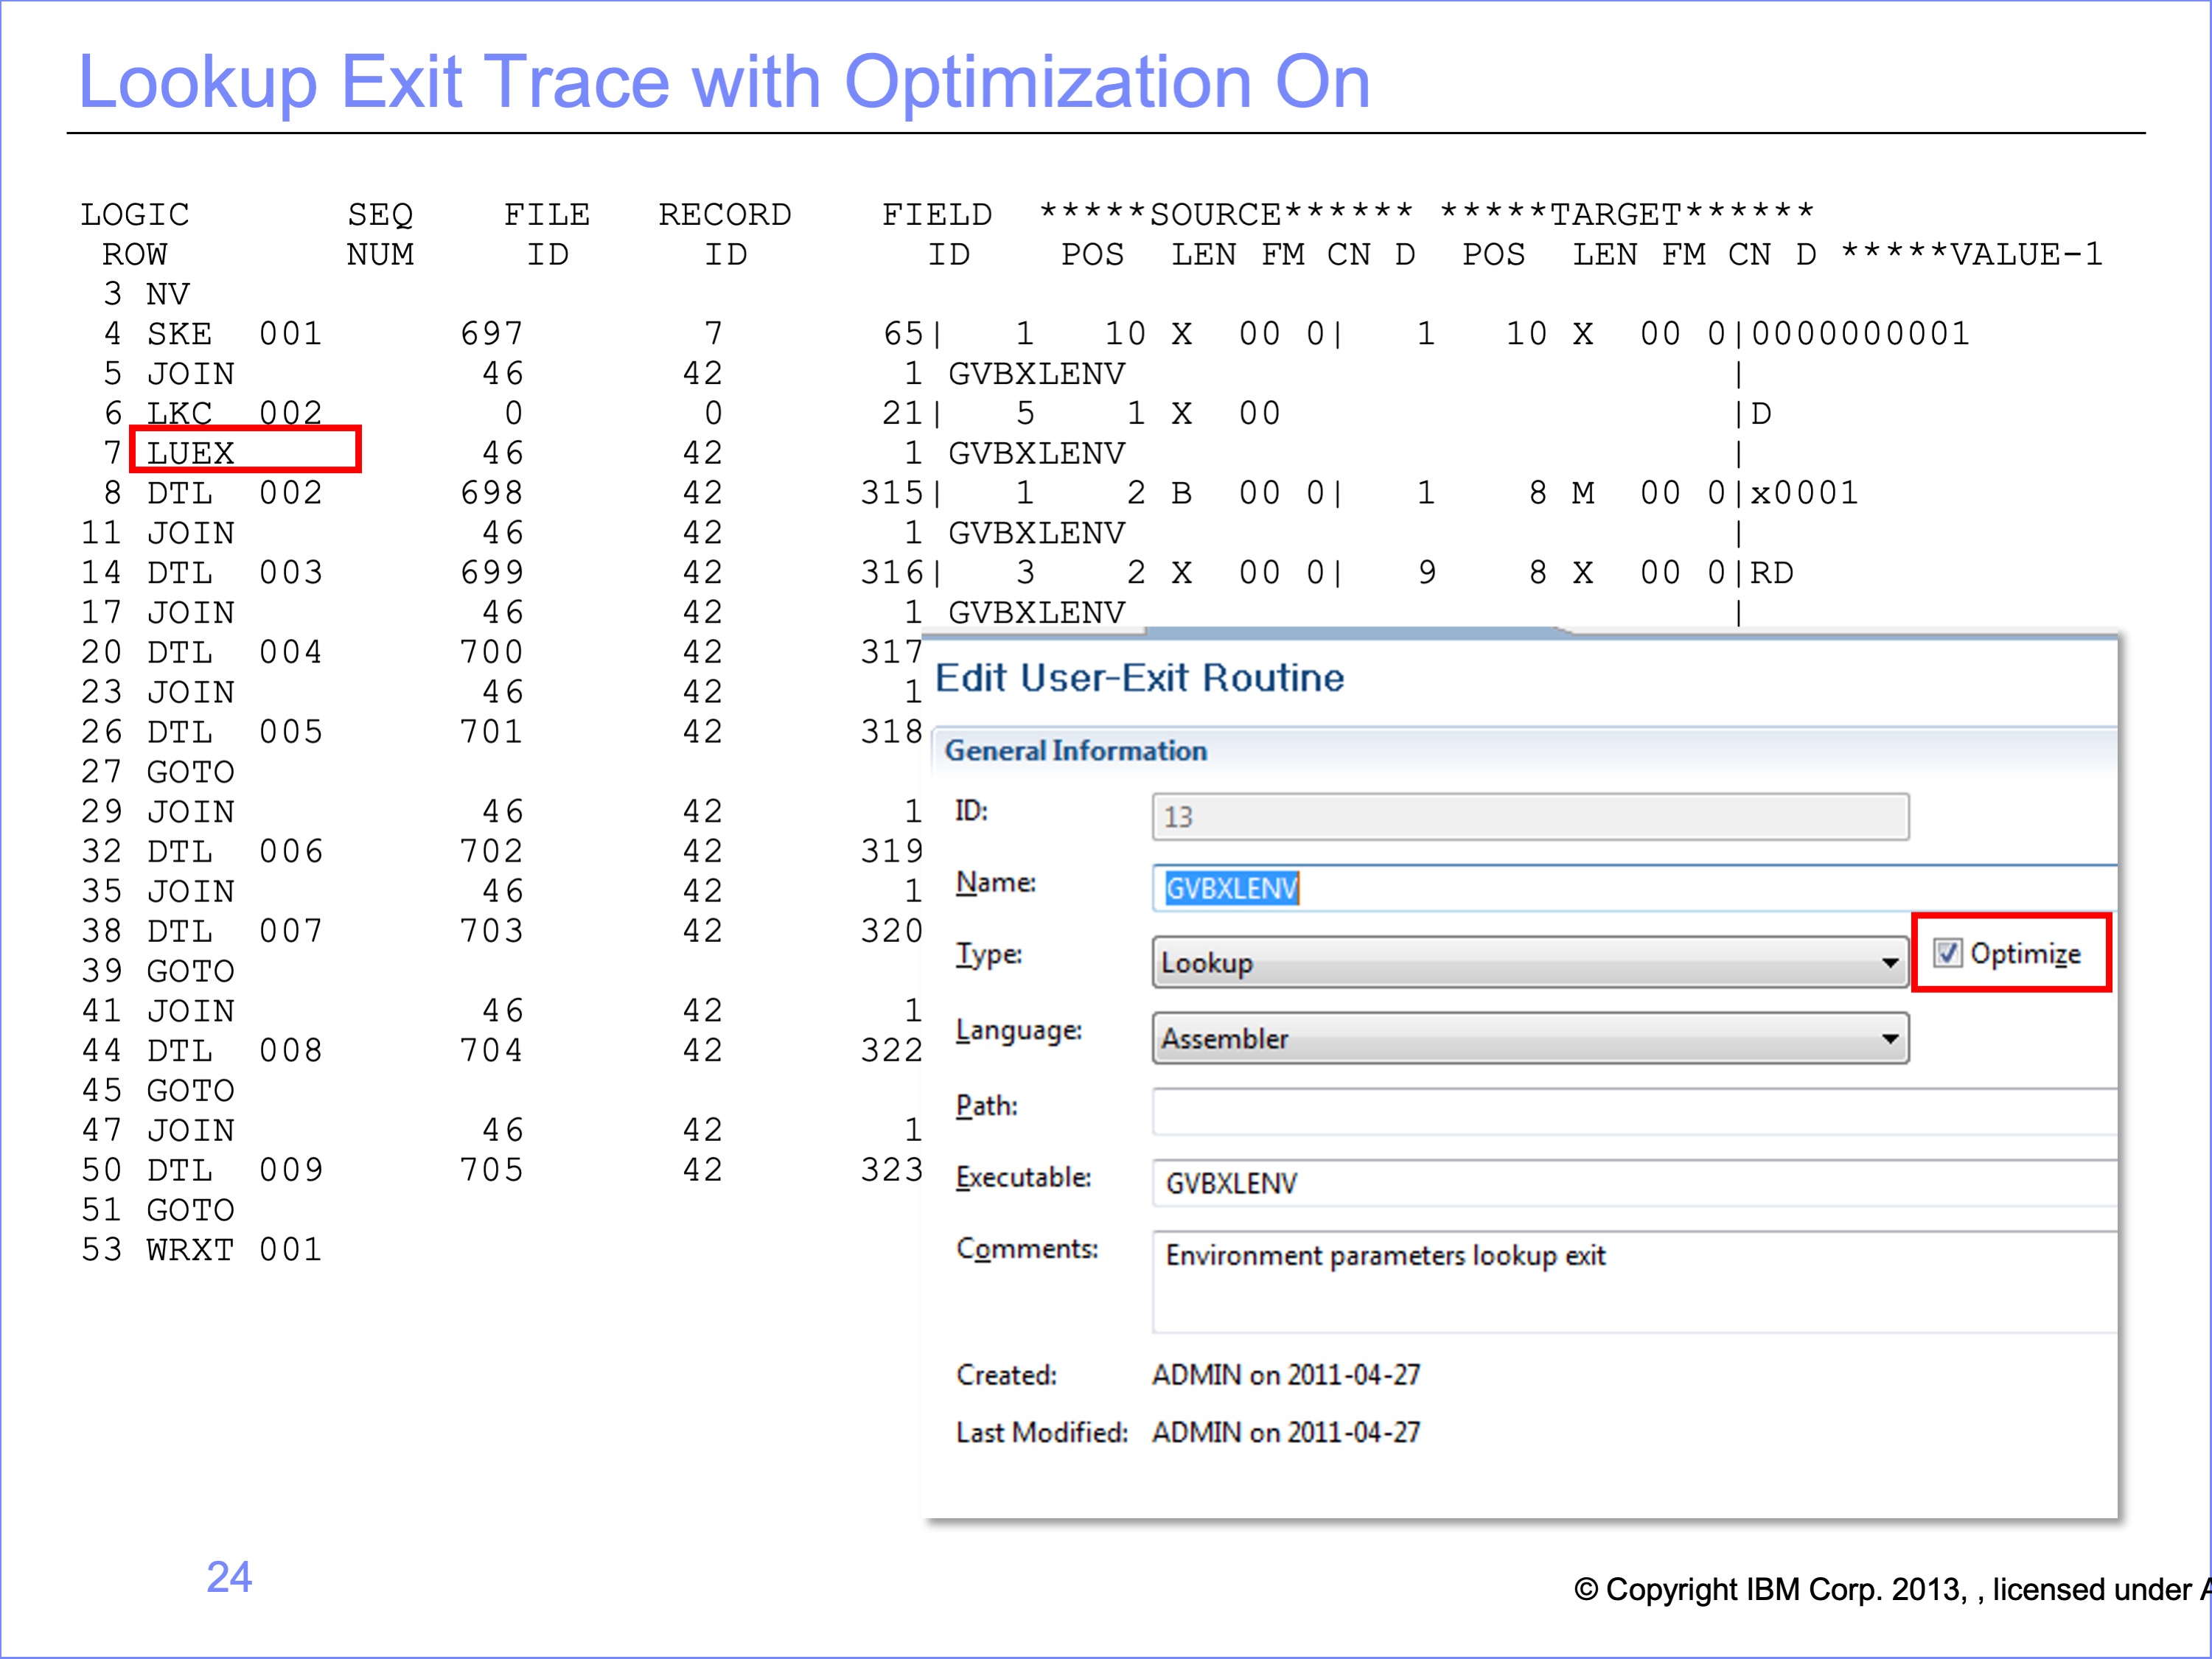 Lookup Exit Trace with Optimization On
LOGIC SEQ FILE RECORD FIELD *****SOURCE****** *****TARGET******
ROW NUM ID ID ID POS LEN FM CN D POS LEN FM CN D *****VALUE-1
3 NV
4 SKE 001 697 7 65| 1 10 X 00 0| 1 10 X 00 0|0000000001
5 JOIN 46 42 1 GVBXLENV |
6 LKC 002 0 0 21| 5 1 X 00 |D
7 LUEX 46 42 1 GVBXLENV |
8 DTL 002 698 42 315| 1 2 B 00 0| 1 8 M 00 0|x0001
11 JOIN 46 42 1 GVBXLENV |
14 DTL 003 699 42 316| 3 2 X 00 0| 9 8 X 00 0|RD
17 JOIN 46 42 1 GVBXLENV |
20 DTL 004 700 42 317
23 JOIN 46 42 1
26 DTL 005 701 42 318
27 GOTO
29 JOIN 46 42 1
32 DTL 006 702 42 319
35 JOIN 46 42 1
38 DTL 007 703 42 320
39 GOTO
41 JOIN 46 42 1
44 DTL 008 704 42 322
45 GOTO
47 JOIN 46 42 1
50 DTL 009 705 42 323
51 GOTO
53 WRXT 001
Edit User-Exit Routine
General Information
ID: 13
Name: GVBXLENV
Type: Lookup Optimize
Language: Assembler
Path:
Executable: GVBXLENV
Comments: Environment parameters lookup exit
Created: ADMIN on 2011-04-27
Last Modified: ADMIN on 2011-04-27
24
© Copyright IBM Corp. 2013, , licensed under